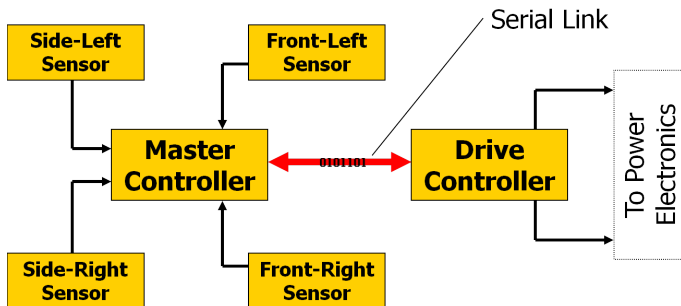 Serial Link
Side-Left
Sensor
Front-Left
Sensor
Master
Controller
0101101
Drive
Controller
To Power
Electronics
Side-Right
Sensor
Front-Right
Sensor